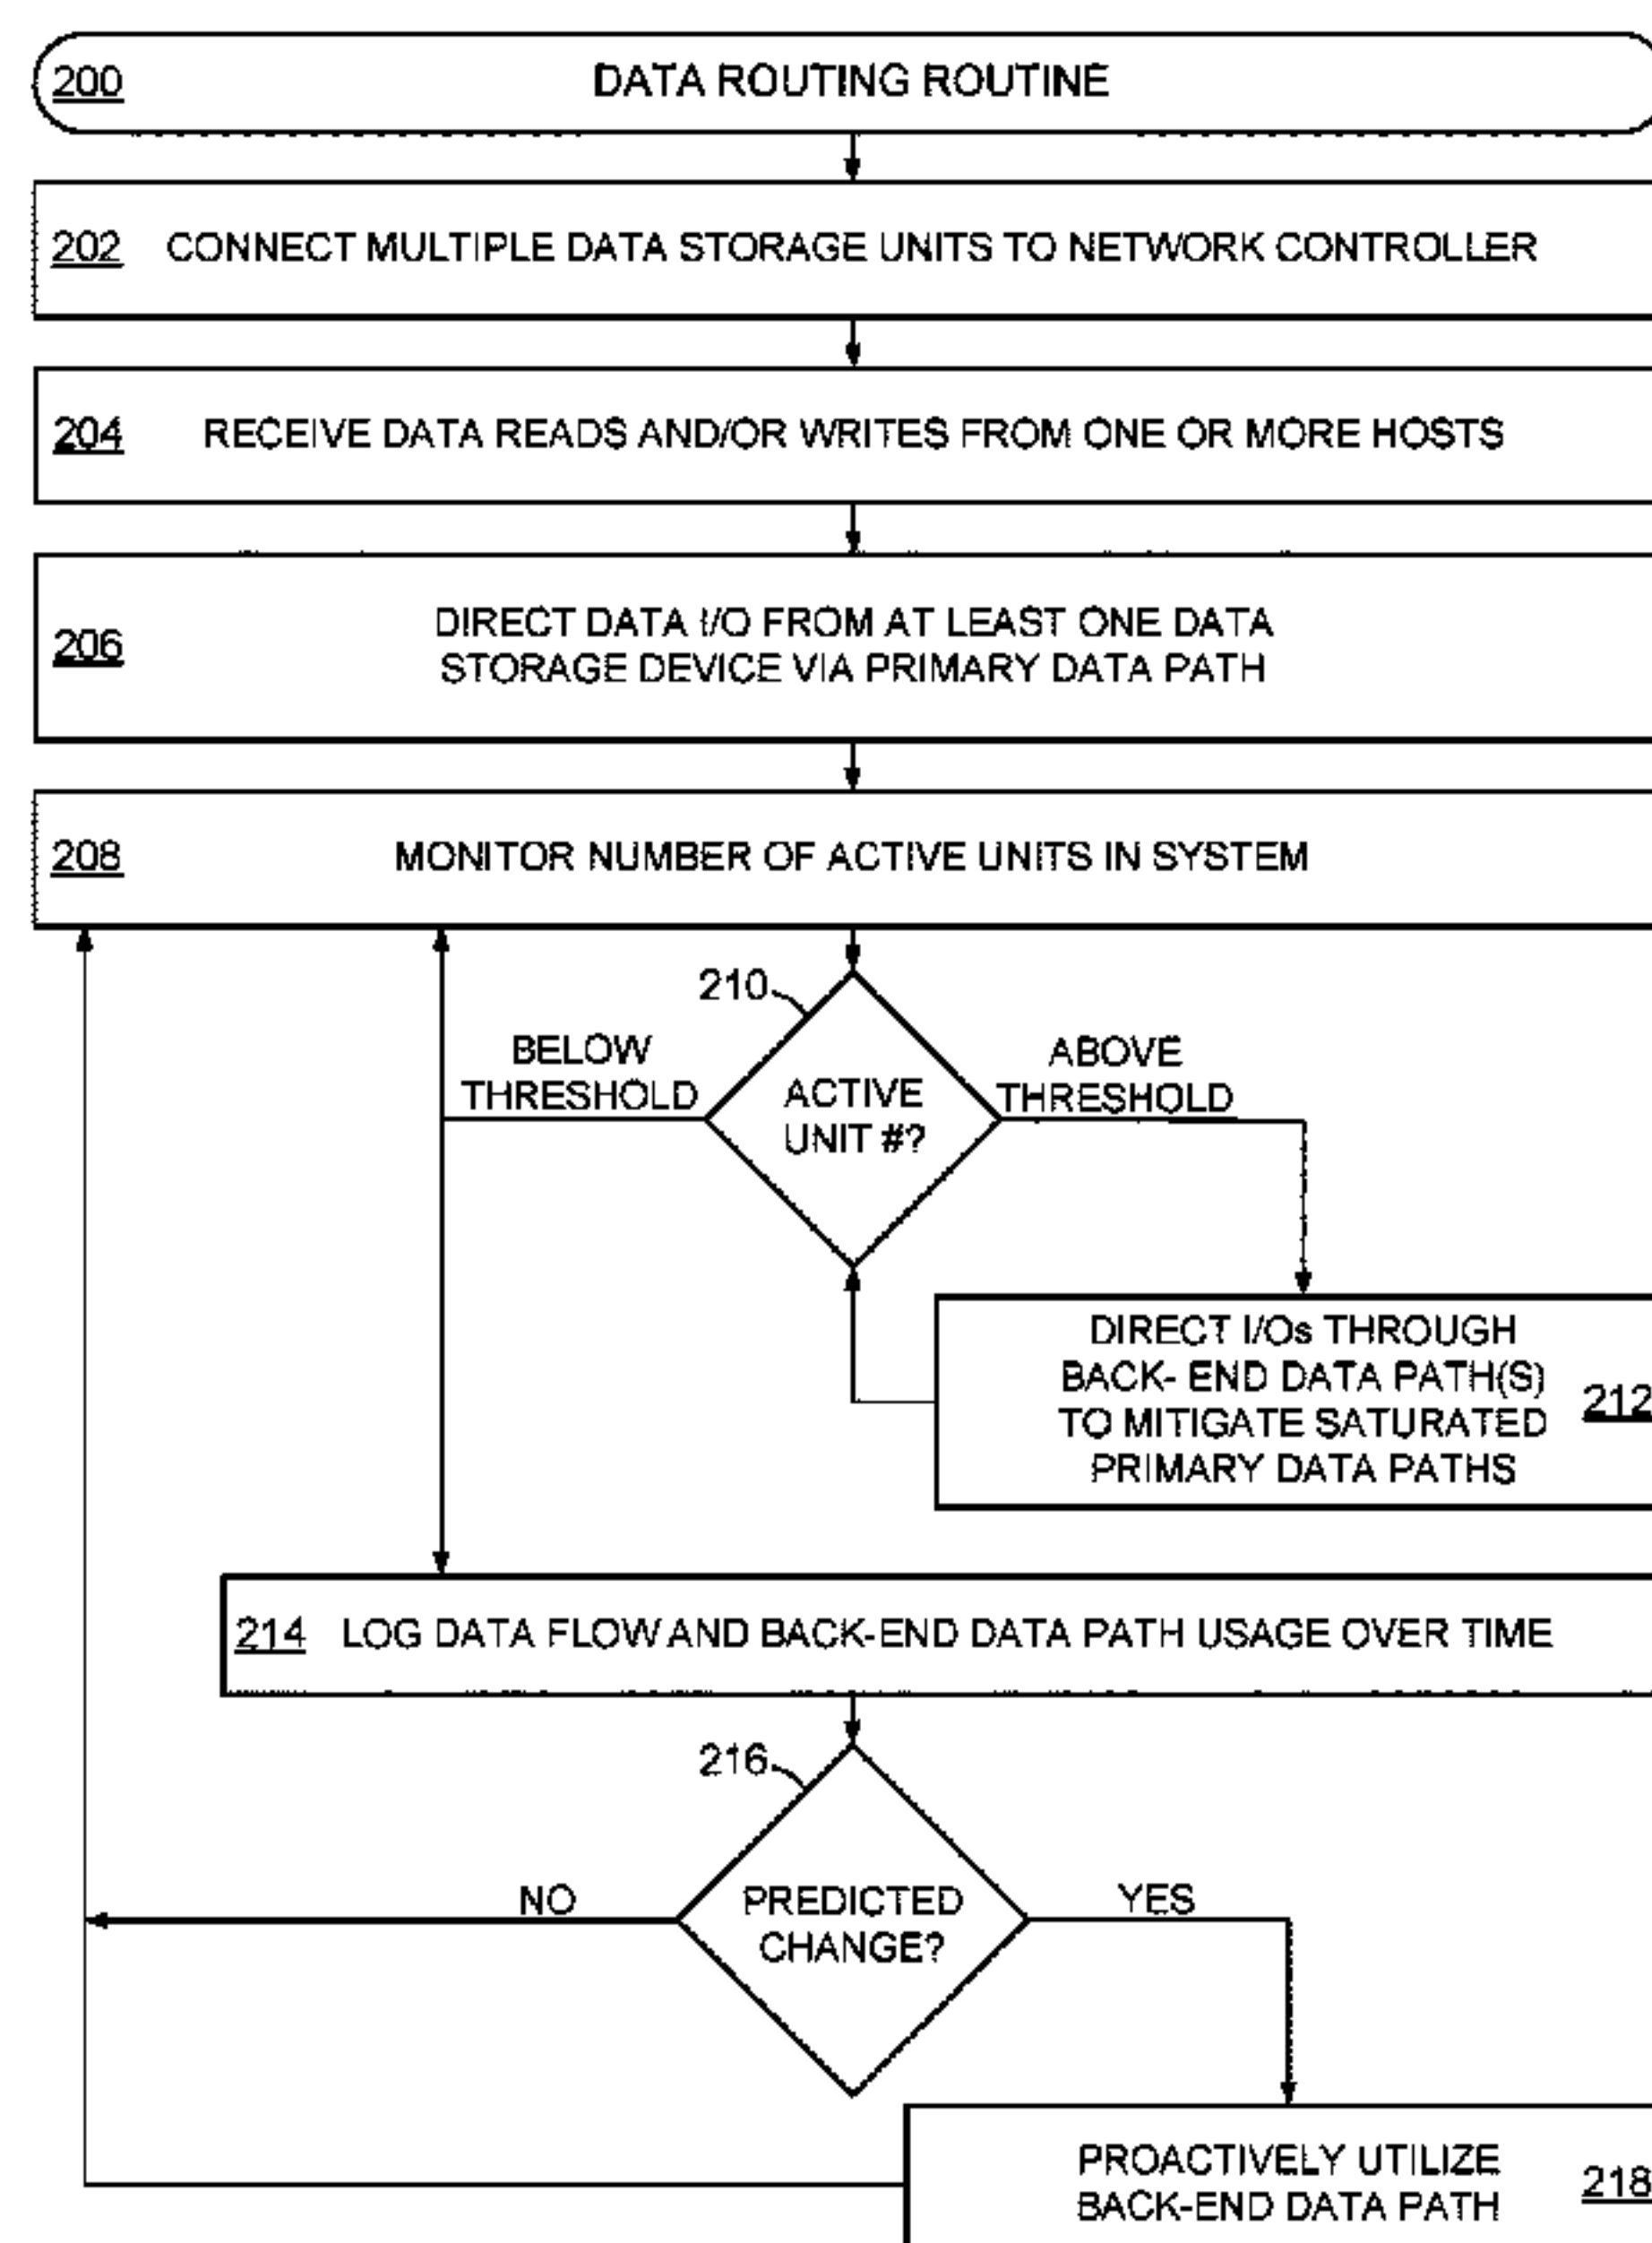 200 DATA ROUTING ROUTINE
202 CONNECT MULTIPLE DATA STORAGE UNITS TO NETWORK CONTROLLER
204 RECEIVE DATA READS AND/OR WRITES FROM ONE OR MORE HOSTS
206 DIRECT DATA I/O FROM AT LEAST ONE DATA
STORAGE DEVICE VIA PRIMARY DATA PATH
208 MONITOR NUMBER OF ACTIVE UNITS IN SYSTEM
210
BELOW
THRESHOLD
ACTIVE
UNIT #?
ABOVE
THRESHOLD
DIRECT I/Os THROUGH
BACK- END DATA PATH(S)
TO MITIGATE SATURATED
PRIMARY DATA PATHS
212
214 LOG DATA FLOW AND BACK-END DATA PATH USAGE OVER TIME
216
NO
PREDICTED
CHANGE?
YES
PROACTIVELY UTILIZE
BACK-END DATA PATH
218